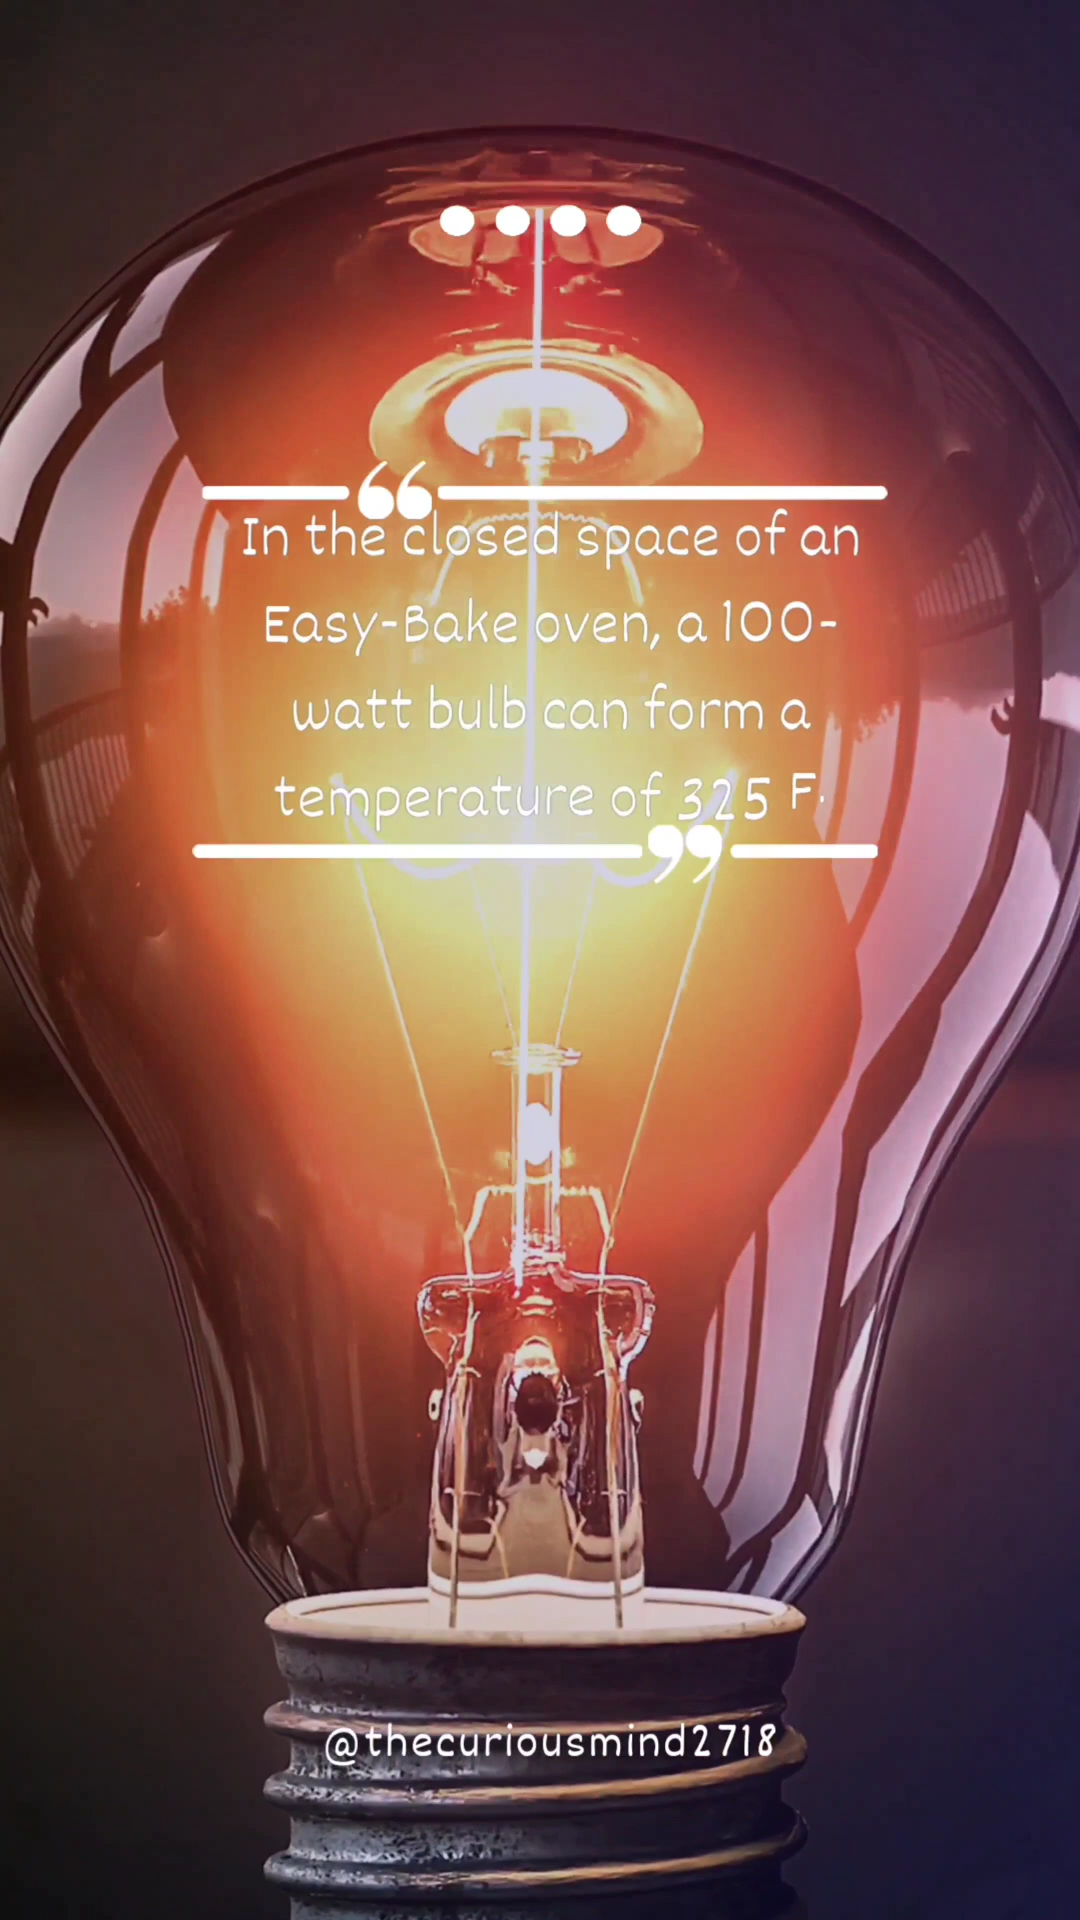 “
In the closed space of an
Easy-Bake oven, a 100-
watt bulb can form a
temperature of 325 F.
”
@thecuriousmind2718